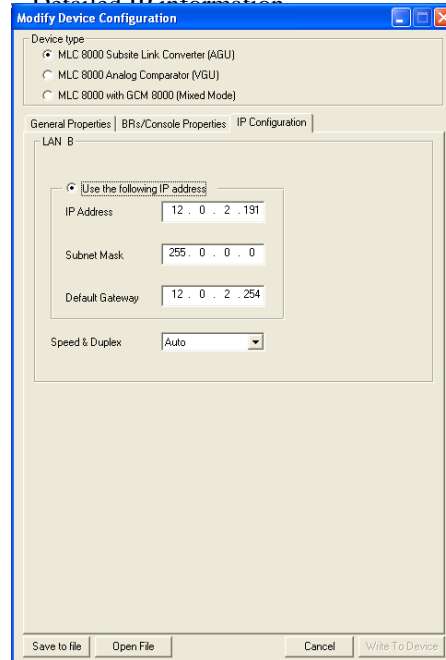 Detailed IP information
Modify Device Configuration
Device type
MLC 8000 Subsite Link Converter (AGU)
MLC 8000 Analog Comparator (VGU)
MLC 8000 with GCM 8000 (Mixed Mode)
General Properties BRs/Console Properties IP Configuration
LAN B
Use the following IP address
IP Address 12 . 0 . 2 . 191
Subnet Mask 255 . 0 . 0 . 0
Default Gateway 12 . 0 . 2 . 254
Speed & Duplex Auto
Save to file Open File Cancel Write To Device